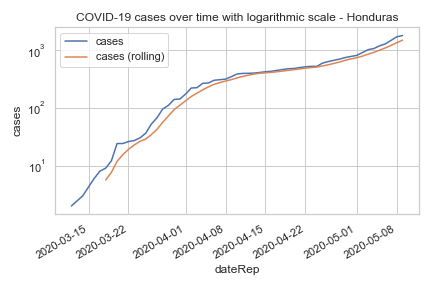 COVID-19 cases over time with logarithmic scale - Honduras
cases
cases (rolling)
10³
10²
10¹
cases
2020-03-15
2020-03-22
2020-04-01
2020-04-08
2020-04-15
2020-04-22
2020-05-01
2020-05-08
dateRep